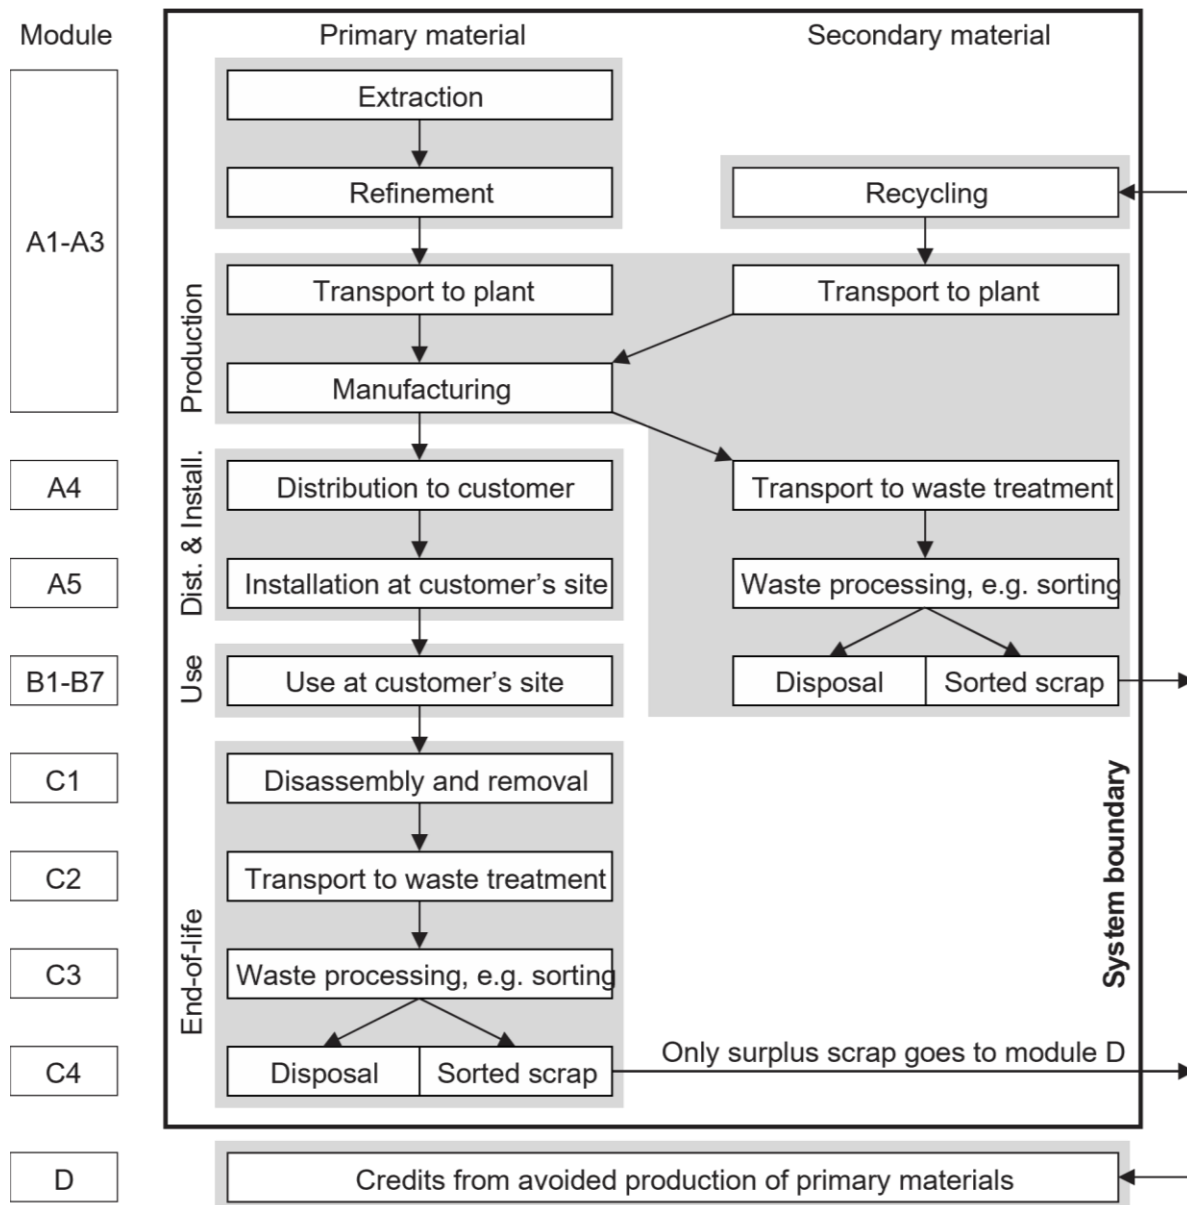 Module
Primary material
Secondary material
Extraction
Refinement
Recycling
A1-A3
Transport to plant
Transport to plant
Production
Manufacturing
A4
Distribution to customer
Transport to waste treatment
Dist. & Install.
A5
Installation at customer's site
Waste processing, e.g. sorting
B1-B7
Use
Use at customer's site
Disposal
Sorted scrap
C1
Disassembly and removal
System boundary
C2
Transport to waste treatment
End-of-life
C3
Waste processing, e.g. sorting
C4
Disposal
Sorted scrap
Only surplus scrap goes to module D
D
Credits from avoided production of primary materials